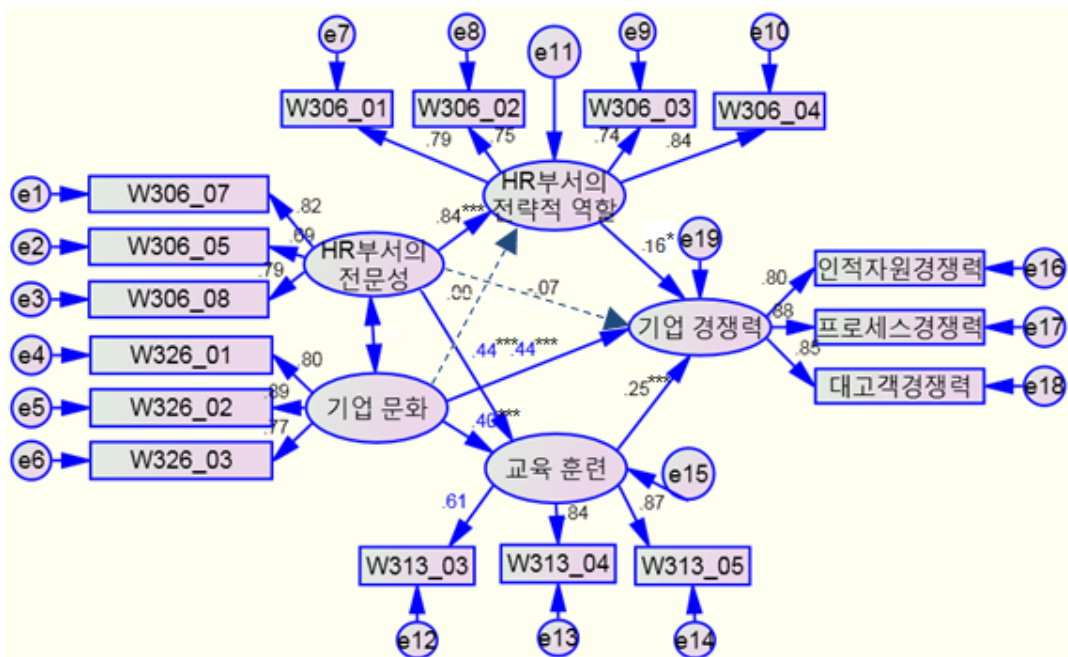 e7
e8
e9
e10
e11
W306_01
W306_02
W306_03
W306_04
.79
.75
.74
.84
e1
W306_07
.82
HR부서의
전략적 역할
e2
W306_05
.69
.84***
.16*
e19
e3
W306_08
.79
HR부서의
전문성
인적자원경쟁력
e16
.80
.00
-.07
기업 경쟁력
.88
프로세스경쟁력
e17
e4
W326_01
.80
.44***
.44***
.85
대고객경쟁력
e18
e5
W326_02
.89
기업 문화
.25***
e6
W326_03
.77
.40***
교육 훈련
e15
.61
.84
.87
W313_03
W313_04
W313_05
e12
e13
e14